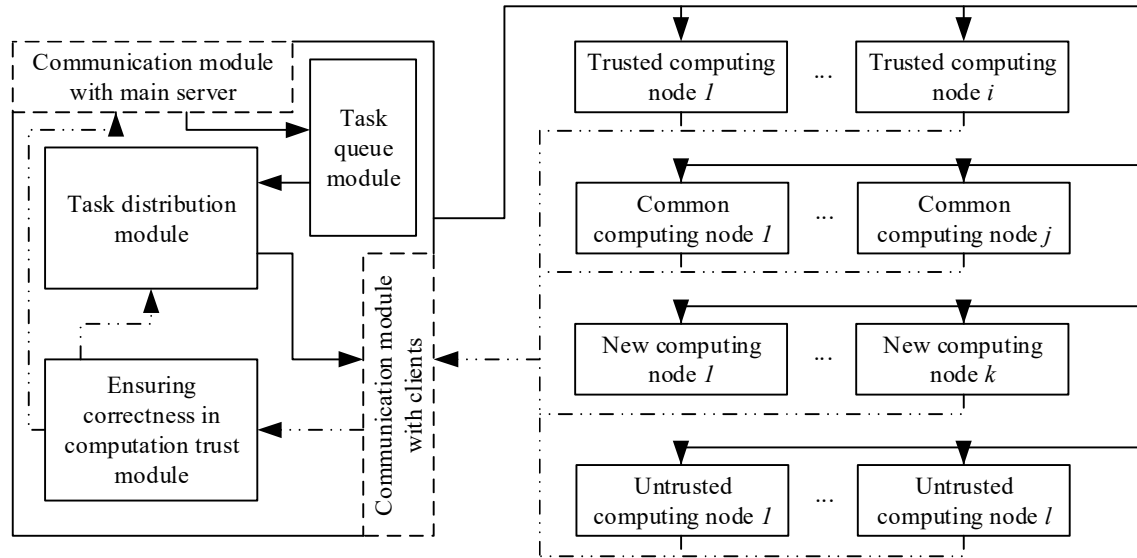 Communication module
with main server
Task
queue
module
Task distribution
module
Ensuring
correctness in
computation trust
module
Communication module
with clients
Trusted computing
node 1
...
Trusted computing
node i
Common
computing node 1
...
Common
computing node j
New computing
node 1
...
New computing
node k
Untrusted
computing node 1
...
Untrusted
computing node l